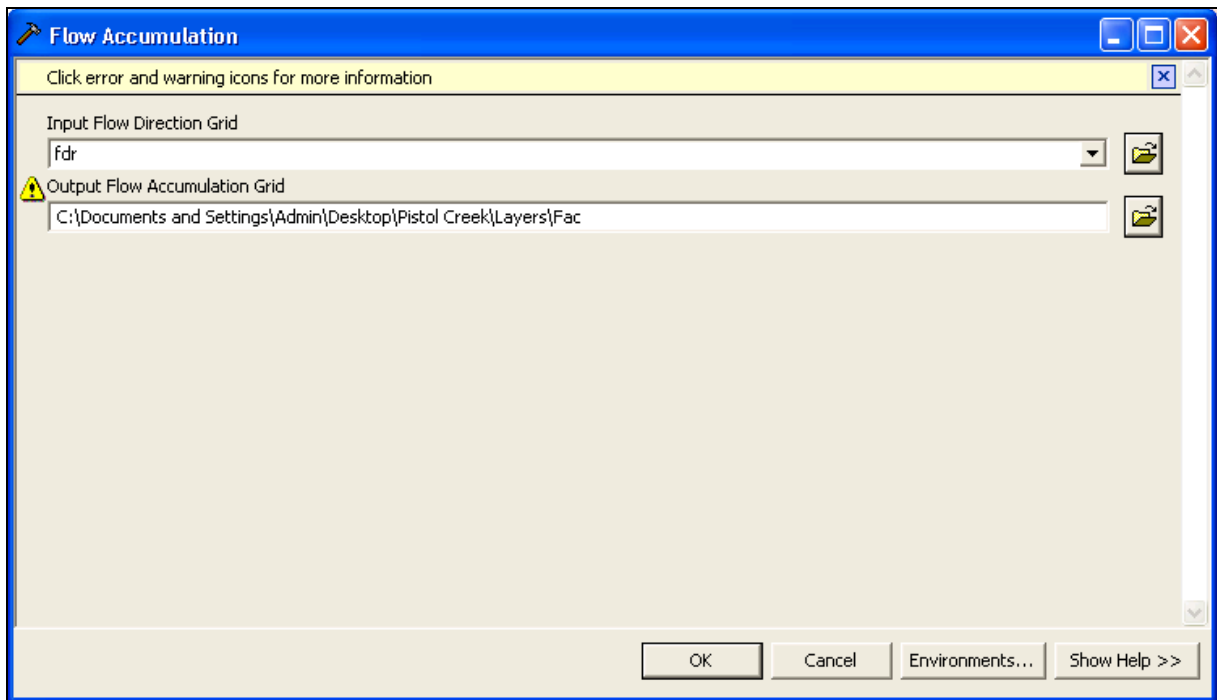 Flow Accumulation
Click error and warning icons for more information
Input Flow Direction Grid
fdr
Output Flow Accumulation Grid
C:\Documents and Settings\Admin\Desktop\Pistol Creek\Layers\Fac
OK Cancel Environments... Show Help >>